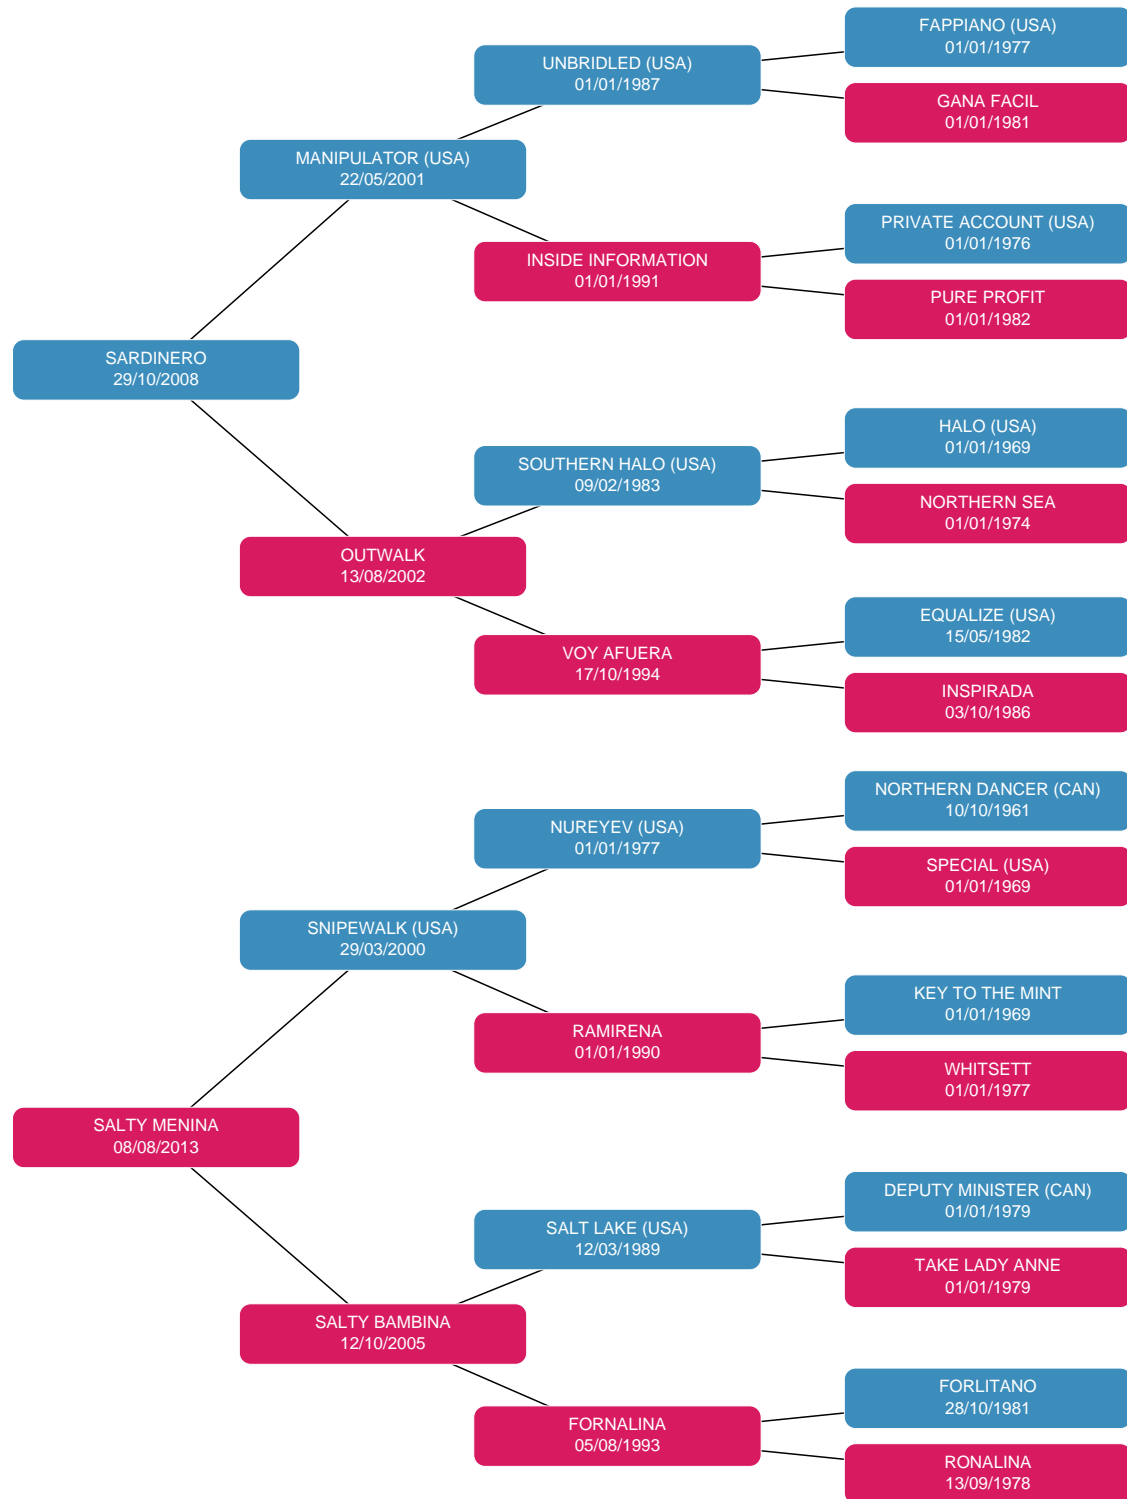 FAPPIANO (USA)
01/01/1977
UNBRIDLED (USA)
01/01/1987
GANA FACIL
01/01/1981
MANIPULATOR (USA)
22/05/2001
PRIVATE ACCOUNT (USA)
01/01/1976
INSIDE INFORMATION
01/01/1991
PURE PROFIT
01/01/1982
SARDINERO
29/10/2008
HALO (USA)
01/01/1969
SOUTHERN HALO (USA)
09/02/1983
NORTHERN SEA
01/01/1974
OUTWALK
13/08/2002
EQUALIZE (USA)
15/05/1982
VOY AFUERA
17/10/1994
INSPIRADA
03/10/1986
NORTHERN DANCER (CAN)
10/10/1961
NUREYEV (USA)
01/01/1977
SPECIAL (USA)
01/01/1969
SNIPEWALK (USA)
29/03/2000
KEY TO THE MINT
01/01/1969
RAMIRENA
01/01/1990
WHITSETT
01/01/1977
SALTY MENINA
08/08/2013
DEPUTY MINISTER (CAN)
01/01/1979
SALT LAKE (USA)
12/03/1989
TAKE LADY ANNE
01/01/1979
SALTY BAMBINA
12/10/2005
FORLITANO
28/10/1981
FORNALINA
05/08/1993
RONALINA
13/09/1978